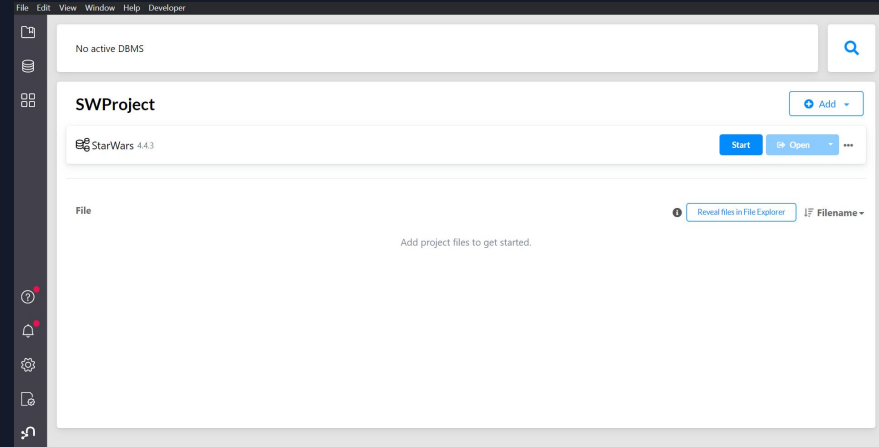 File Edit View Window Help Developer
No active DBMS
SWProject
Add
StarWars 4.4.3
Start
Open
File
Reveal files in File Explorer
Filename
Add project files to get started.